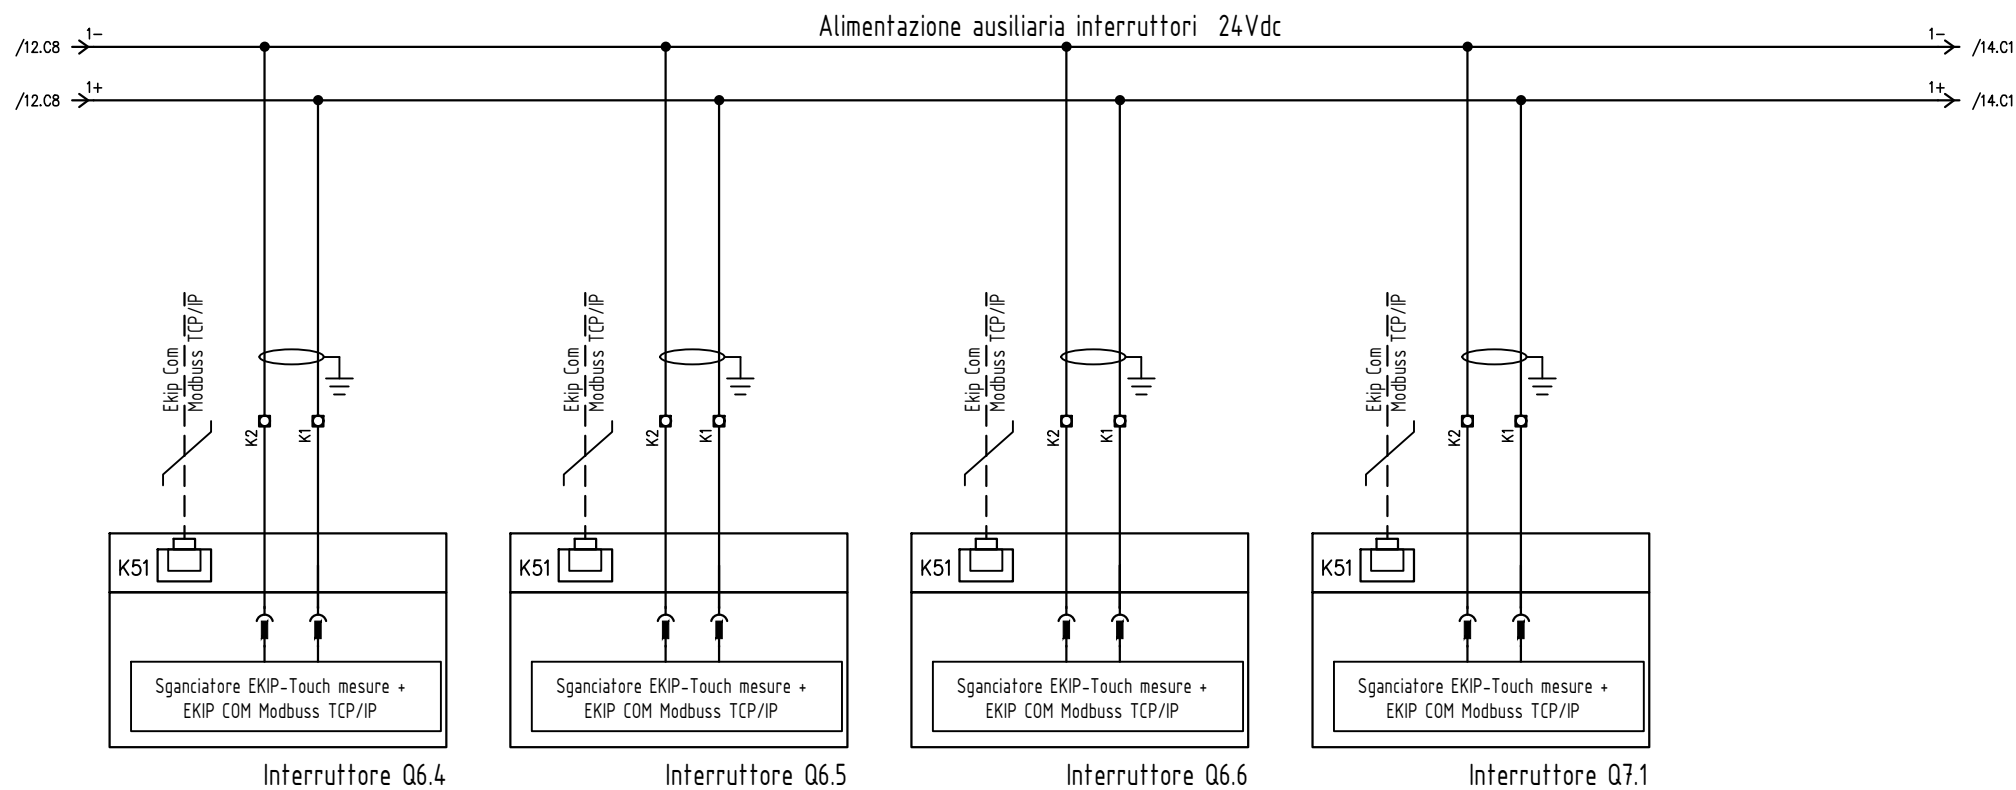 Alimentazione ausiliaria interruttori 24Vdc
/12.C8 1- 1- /14.C1
/12.C8 1+ 1+ /14.C1
Ekip Com
Modbuss TCP/IP
Ekip Com
Modbuss TCP/IP
Ekip Com
Modbuss TCP/IP
Ekip Com
Modbuss TCP/IP
K2 K1 K2 K1 K2 K1 K2 K1
K51 K51 K51 K51
Sganciatore EKIP-Touch mesure +
EKIP COM Modbuss TCP/IP
Sganciatore EKIP-Touch mesure +
EKIP COM Modbuss TCP/IP
Sganciatore EKIP-Touch mesure +
EKIP COM Modbuss TCP/IP
Sganciatore EKIP-Touch mesure +
EKIP COM Modbuss TCP/IP
Interruttore Q6.4
Interruttore Q6.5
Interruttore Q6.6
Interruttore Q7.1